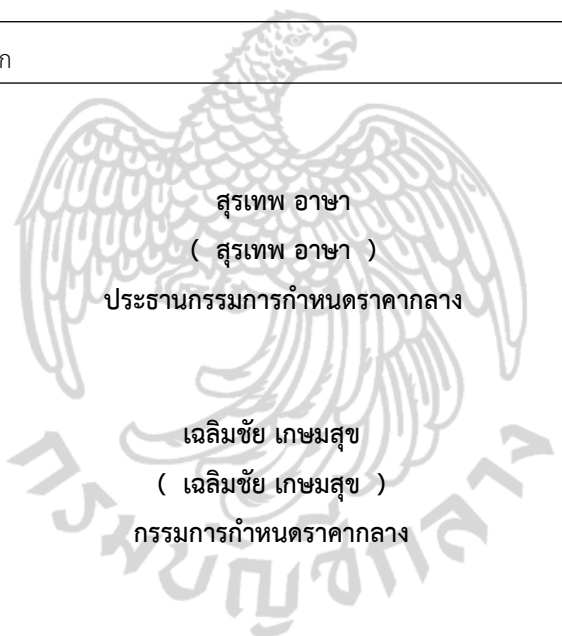 ก
สุรเทพ อาษา
( สุรเทพ อาษา )
ประธานกรรมการกำหนดราคากลาง
เฉลิมชัย เกษมสุข
( เฉลิมชัย เกษมสุข )
กรรมการกำหนดราคากลาง
กรมบัญชีกลาง